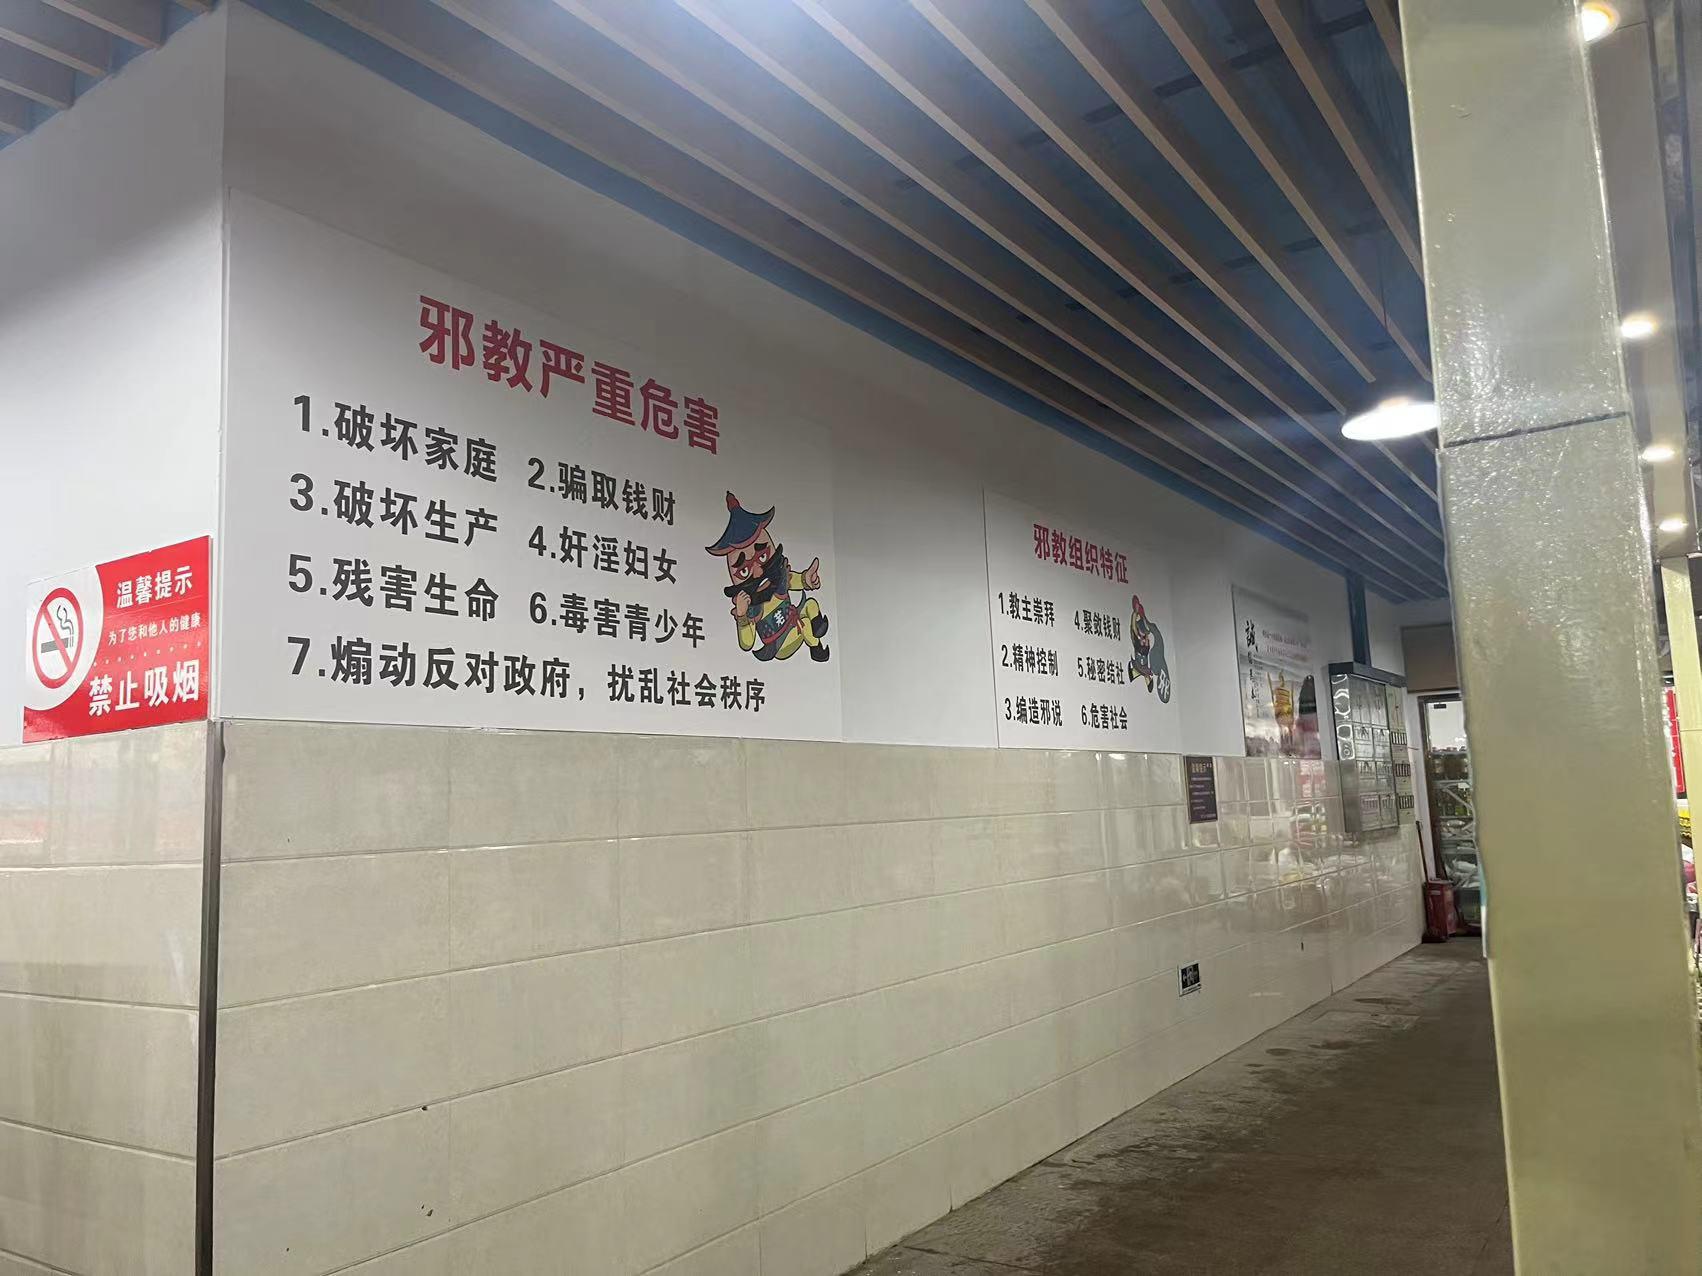 温馨提示
为了您和他人的健康
禁止吸烟
邪教严重危害
1.破坏家庭 2.骗取钱财
3.破坏生产 4.奸淫妇女
5.残害生命 6.毒害青少年
7.煽动反对政府，扰乱社会秩序
邪教组织特征
1.教主崇拜 4.聚敛钱财
2.精神控制 5.秘密结社
3.编造邪说 6.危害社会
邪
誠